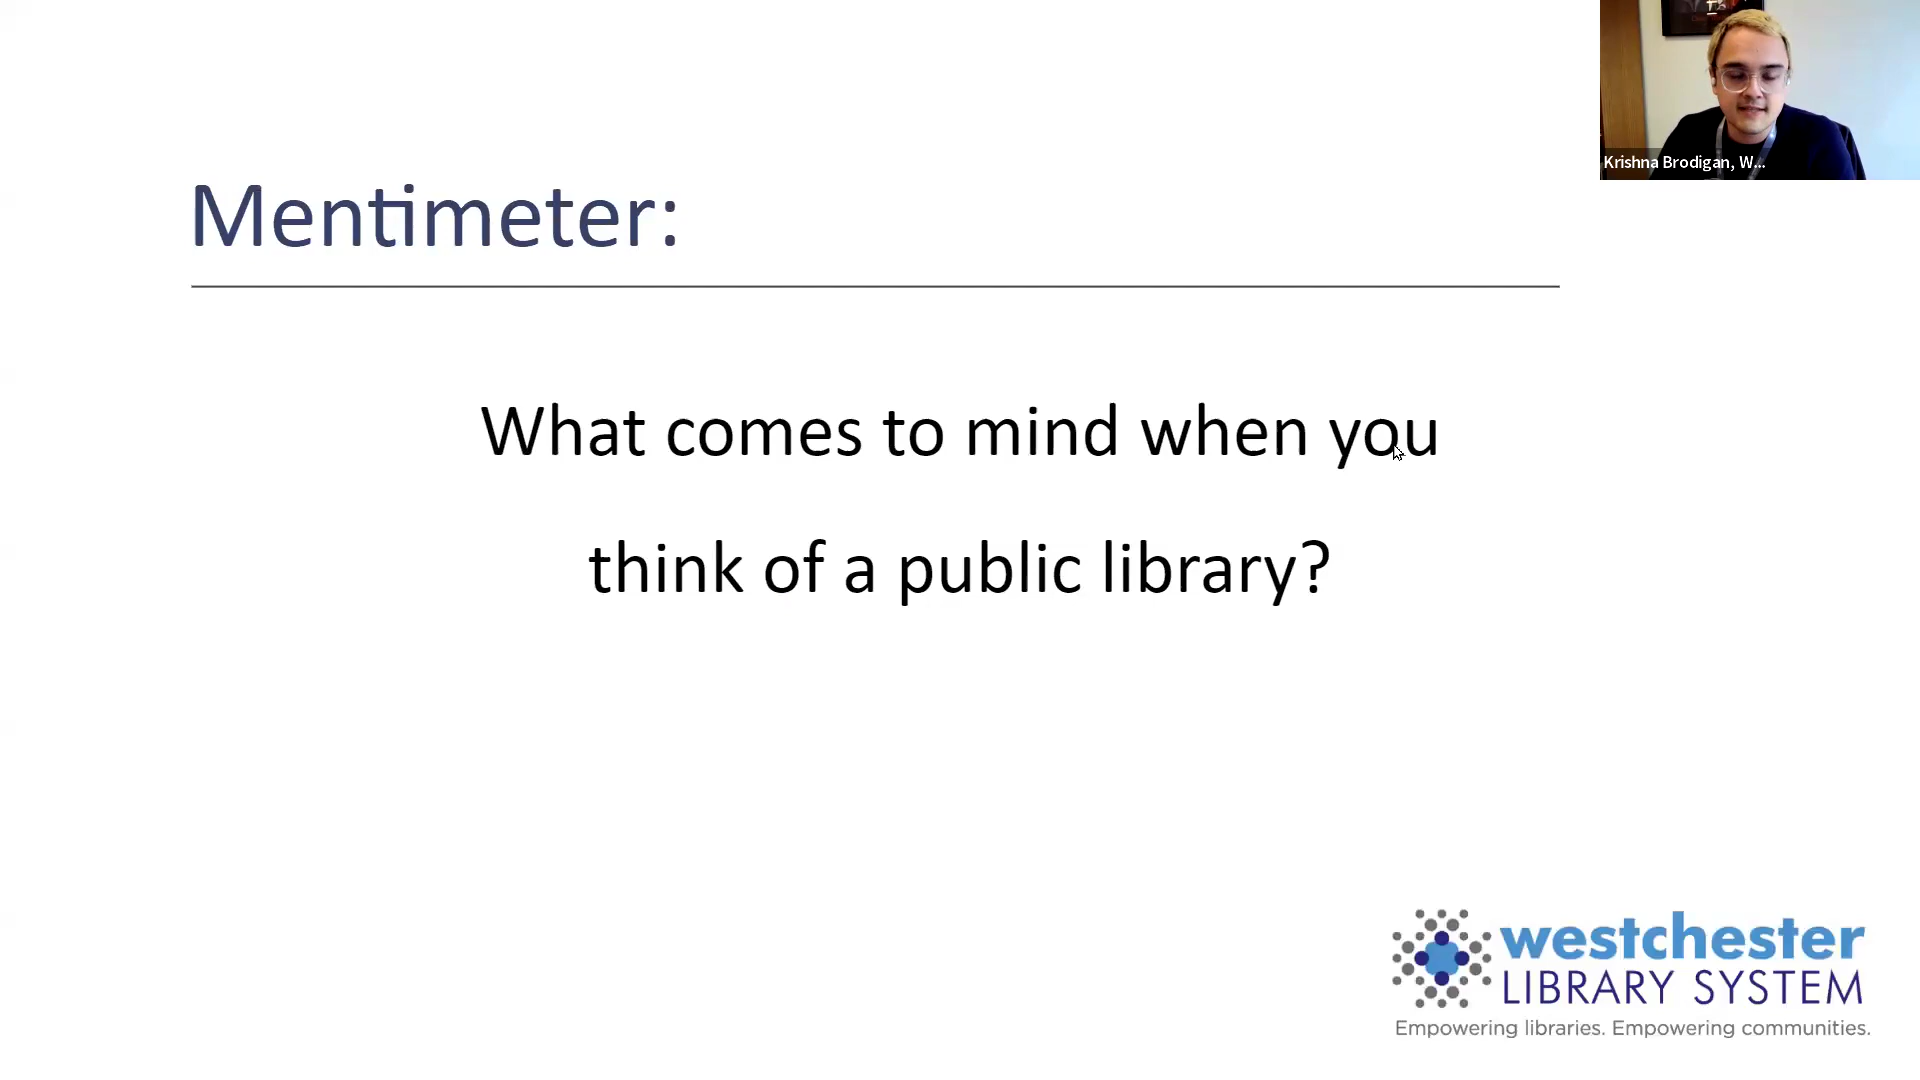 Krishna Brodigan, W...
Mentimeter:
What comes to mind when you
think of a public library?
westchester
LIBRARY SYSTEM
Empowering libraries. Empowering communities.